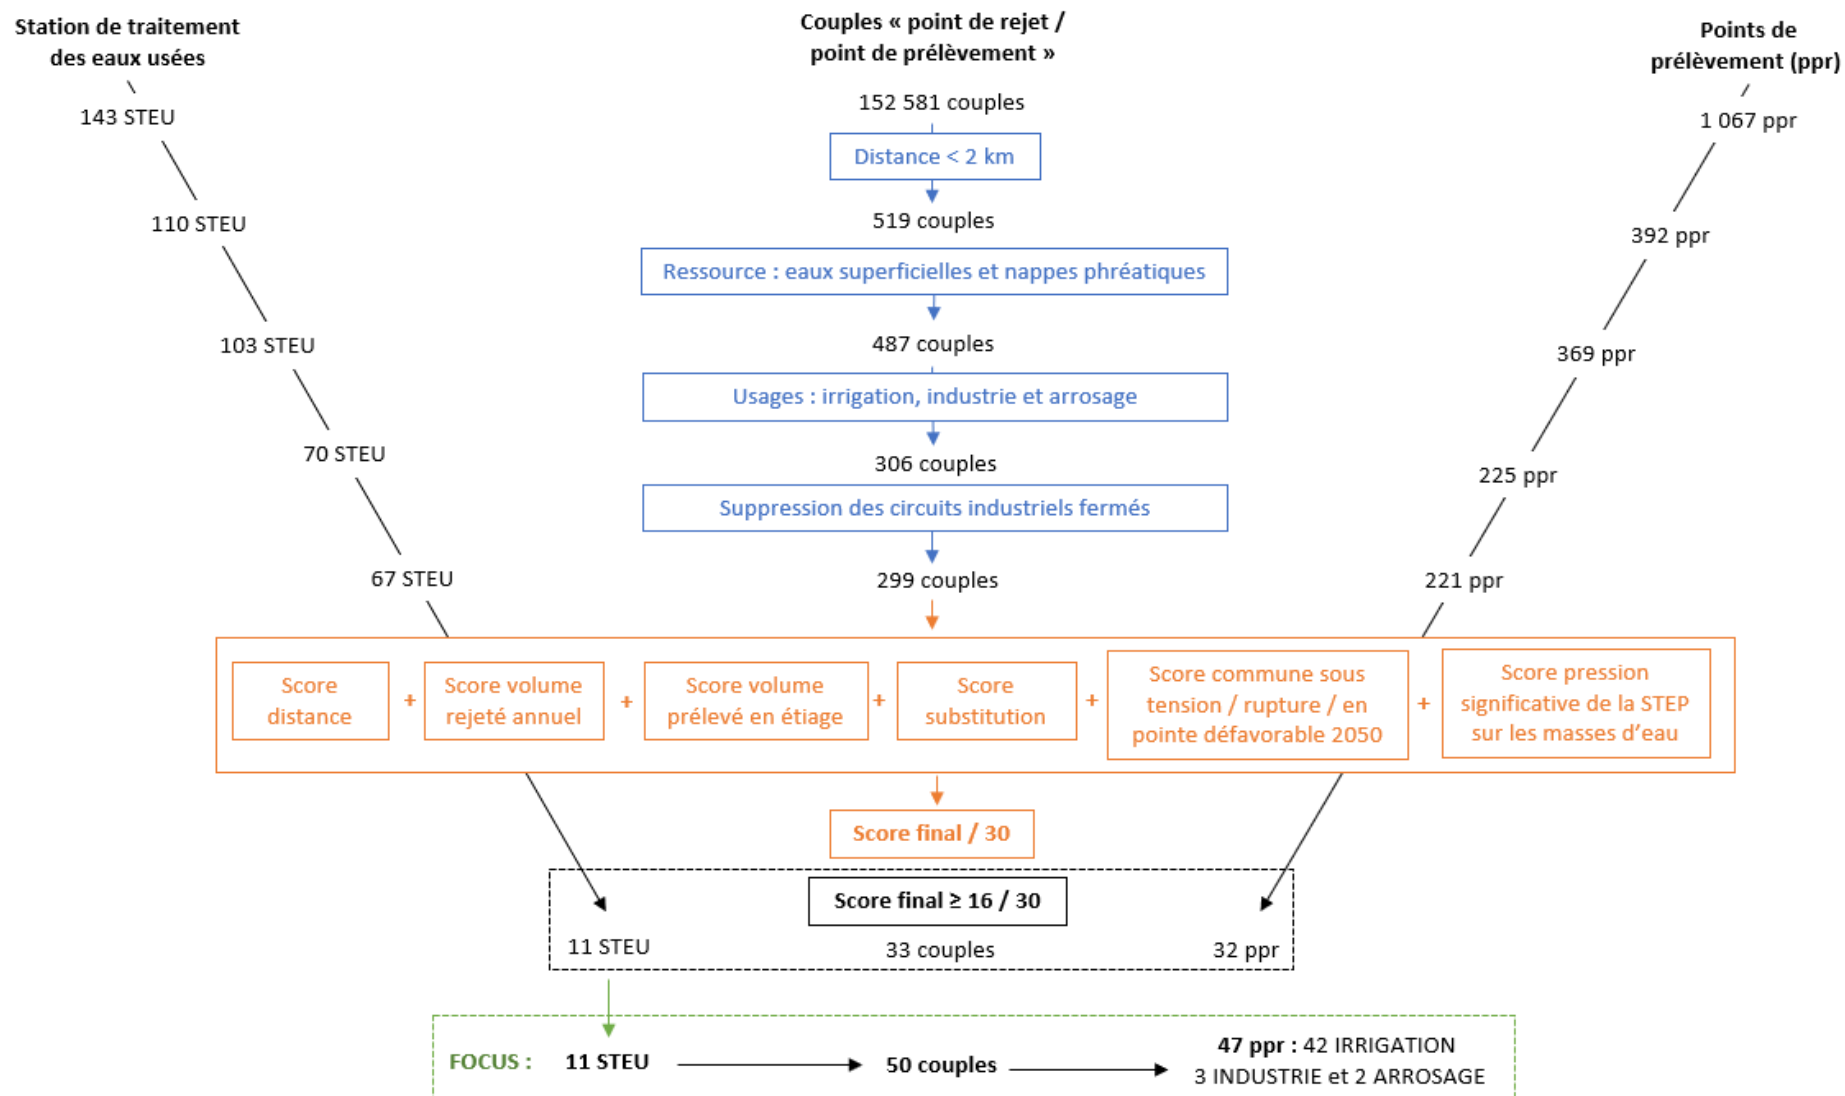 Station de traitement
des eaux usées
Couples « point de rejet /
point de prélèvement »
Points de
prélèvement (ppr)
143 STEU
152 581 couples
1 067 ppr
Distance < 2 km
110 STEU
519 couples
392 ppr
Ressource : eaux superficielles et nappes phréatiques
103 STEU
487 couples
369 ppr
Usages : irrigation, industrie et arrosage
70 STEU
306 couples
225 ppr
Suppression des circuits industriels fermés
67 STEU
299 couples
221 ppr
Score
distance
+
Score volume
rejeté annuel
+
Score volume
prélevé en étiage
+
Score
substitution
+
Score commune sous
tension / rupture / en
pointe défavorable 2050
+
Score pression
significative de la STEP
sur les masses d'eau
Score final / 30
Score final ≥ 16 / 30
11 STEU
33 couples
32 ppr
FOCUS :
11 STEU
50 couples
47 ppr : 42 IRRIGATION
3 INDUSTRIE et 2 ARROSAGE